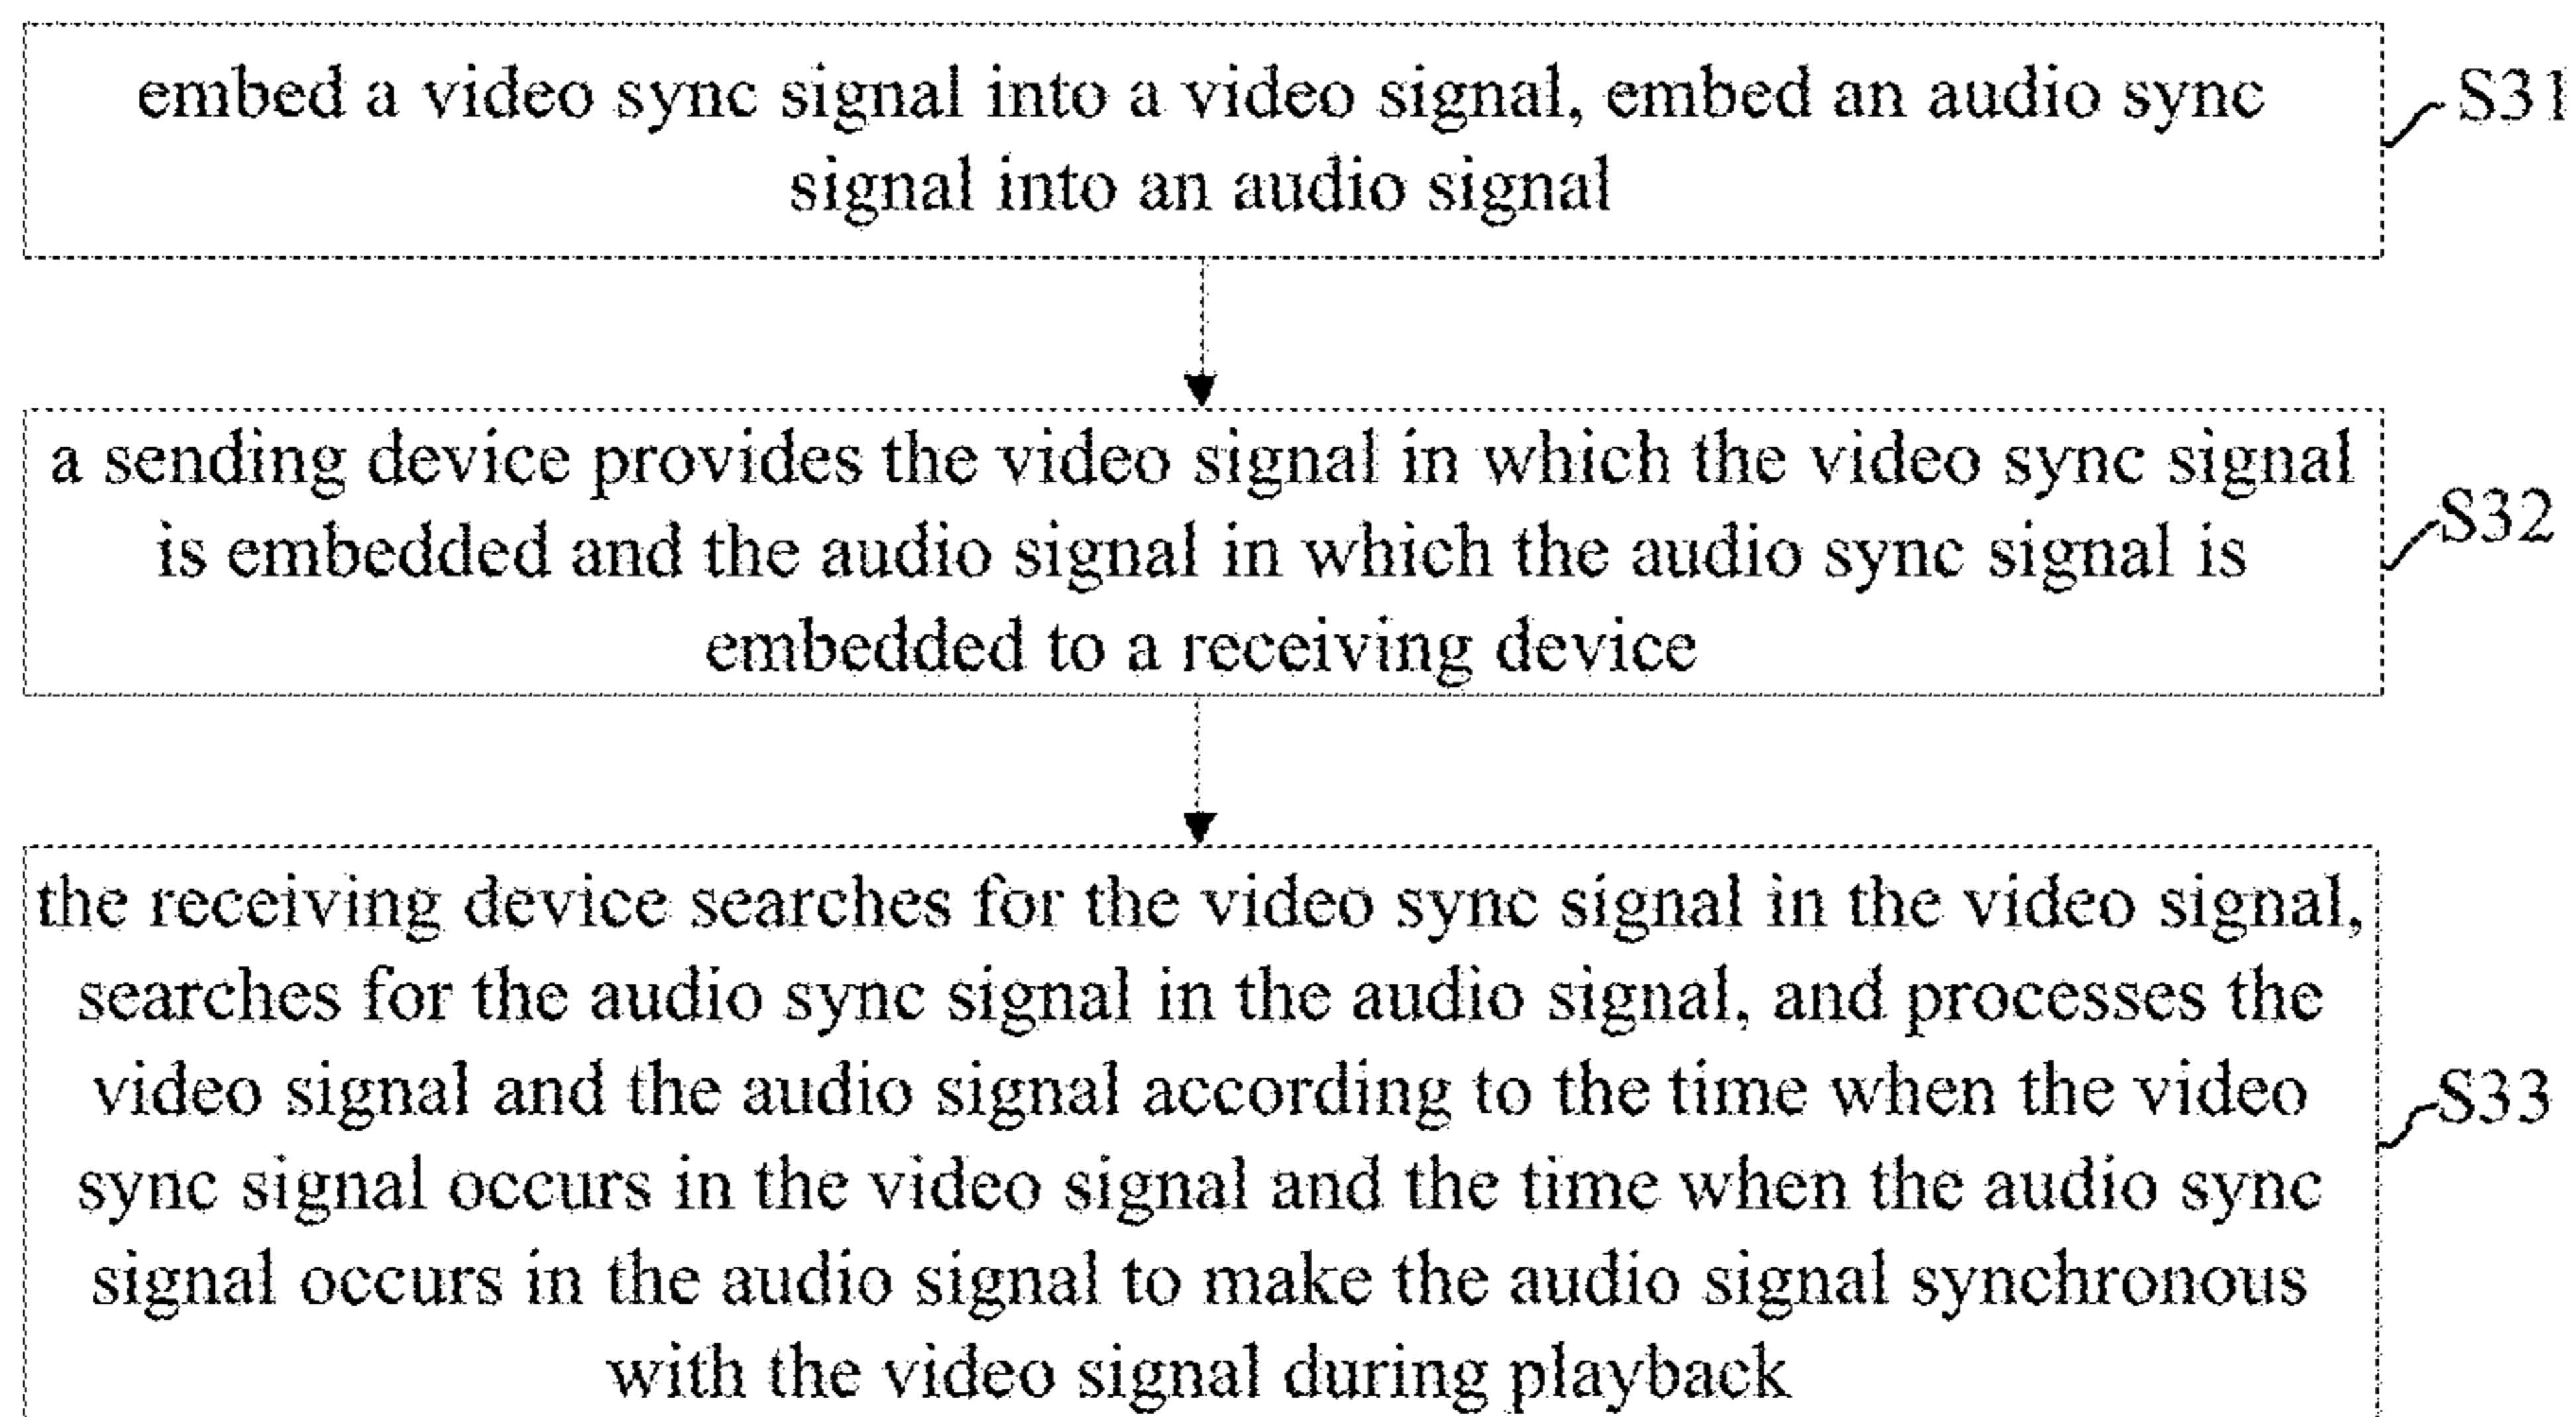 embed a video sync signal into a video signal, embed an audio sync
signal into an audio signal
S31
a sending device provides the video signal in which the video sync signal
is embedded and the audio signal in which the audio sync signal is
embedded to a receiving device
S32
the receiving device searches for the video sync signal in the video signal,
searches for the audio sync signal in the audio signal, and processes the
video signal and the audio signal according to the time when the video
sync signal occurs in the video signal and the time when the audio sync
signal occurs in the audio signal to make the audio signal synchronous
with the video signal during playback
S33